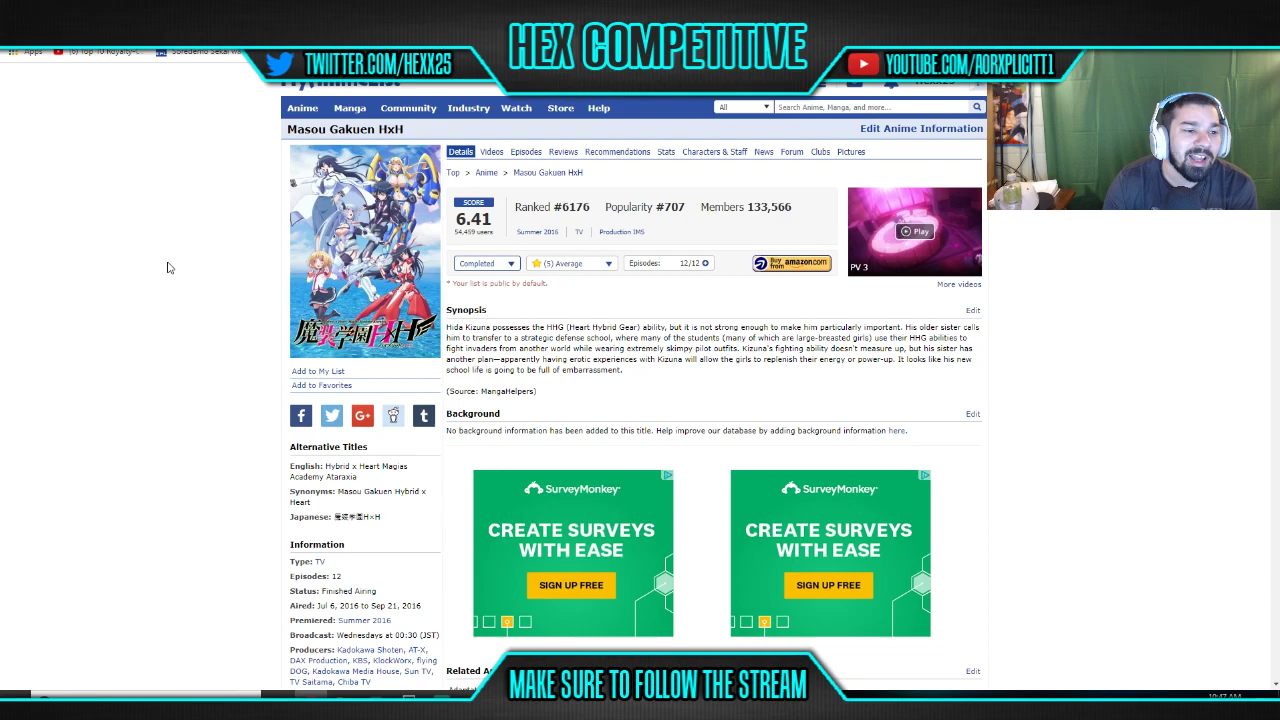 HEX COMPETITIVE
TWIITTER.COM/HEXX25
YOUTUBE.COM/AORXPLICITT1
Apps
Anime Manga Community Industry Watch Store Help
All
Search Anime, Manga, and more...
Masou Gakuen HxH
Edit Anime Information
Details Videos Episodes Reviews Recommendations Stats Characters & Staff News Forum Clubs Pictures
Top > Anime > Masou Gakuen HxH
SCORE
6.41
54,459 users
Ranked #6176 Popularity #707 Members 133,566
Summer 2016 | TV | Production IMS
Play
PV 3
Completed
(5) Average
Episodes: 12/12
Buy from amazon.com
* Your list is public by default.
More videos
魔装学園H×H
Synopsis
Edit
Hida Kizuna possesses the HHG (Heart Hybrid Gear) ability, but it is not strong enough to make him particularly important. His older sister calls
him to transfer to a strategic defense school, where many of the students (many of which are large-breasted girls) use their HHG abilities to
fight invaders from another world while wearing extremely skimpy pilot outfits. Kizuna's fighting ability doesn't measure up, but his sister has
another plan—apparently having erotic experiences with Kizuna will allow the girls to replenish their energy or power-up. It looks like his new
school life is going to be full of embarrassment.
(Source: MangaHelpers)
Add to My List
Add to Favorites
Background
Edit
No background information has been added to this title. Help improve our database by adding background information here.
Alternative Titles
English: Hybrid x Heart Magias
Academy Ataraxia
Synonyms: Masou Gakuen Hybrid x
Heart
Japanese: 魔装学園H×H
SurveyMonkey
CREATE SURVEYS
WITH EASE
SIGN UP FREE
SurveyMonkey
CREATE SURVEYS
WITH EASE
SIGN UP FREE
Information
Type: TV
Episodes: 12
Status: Finished Airing
Aired: Jul 6, 2016 to Sep 21, 2016
Premiered: Summer 2016
Broadcast: Wednesdays at 00:30 (JST)
Producers: Kadokawa Shoten, AT-X,
DAX Production, KBS, KlockWorx, flying
DOG, Kadokawa Media House, Sun TV,
TV Saitama, Chiba TV
Related
Edit
MAKE SURE TO FOLLOW THE STREAM